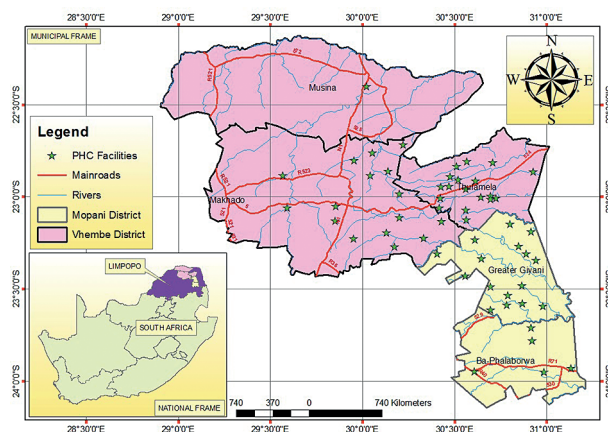 29°0'0"E 29°30'0"E 30°0'0"E 30°30'0"E 31°0'0"E
MUNICIPAL FRAME
N
W E
S
Musina
R521
22°30'0"S
Legend
PHC Facilities
Mainroads
Rivers
Mopani District
Vhembe District
R523
Thulamela
Makhado
23°0'0"S
Greater Giyani
23°30'0"S
LIMPOPO
SOUTH AFRICA
NATIONAL FRAME
Ba-Phalaborwa
R71
24°0'0"S
740 370 0 740 Kilometers
28°30'0"E 29°0'0"E 29°30'0"E 30°0'0"E 30°30'0"E 31°0'0"E